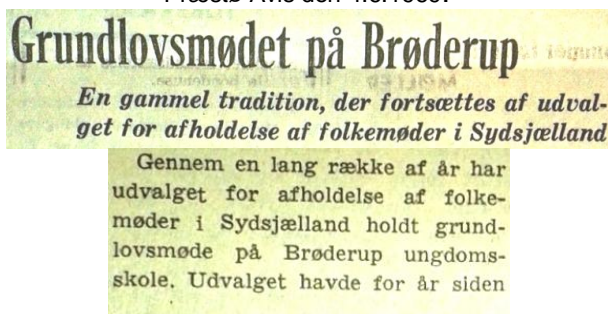 Grundlovsmødet på Brøderup
En gammel tradition, der fortsættes af udval-
get for afholdelse af folkemøder i Sydsjælland
Gennem en lang række af år har
udvalget for afholdelse af folke-
møder i Sydsjælland holdt grund-
lovsmøde på Brøderup ungdoms-
skole. Udvalget havde for år siden